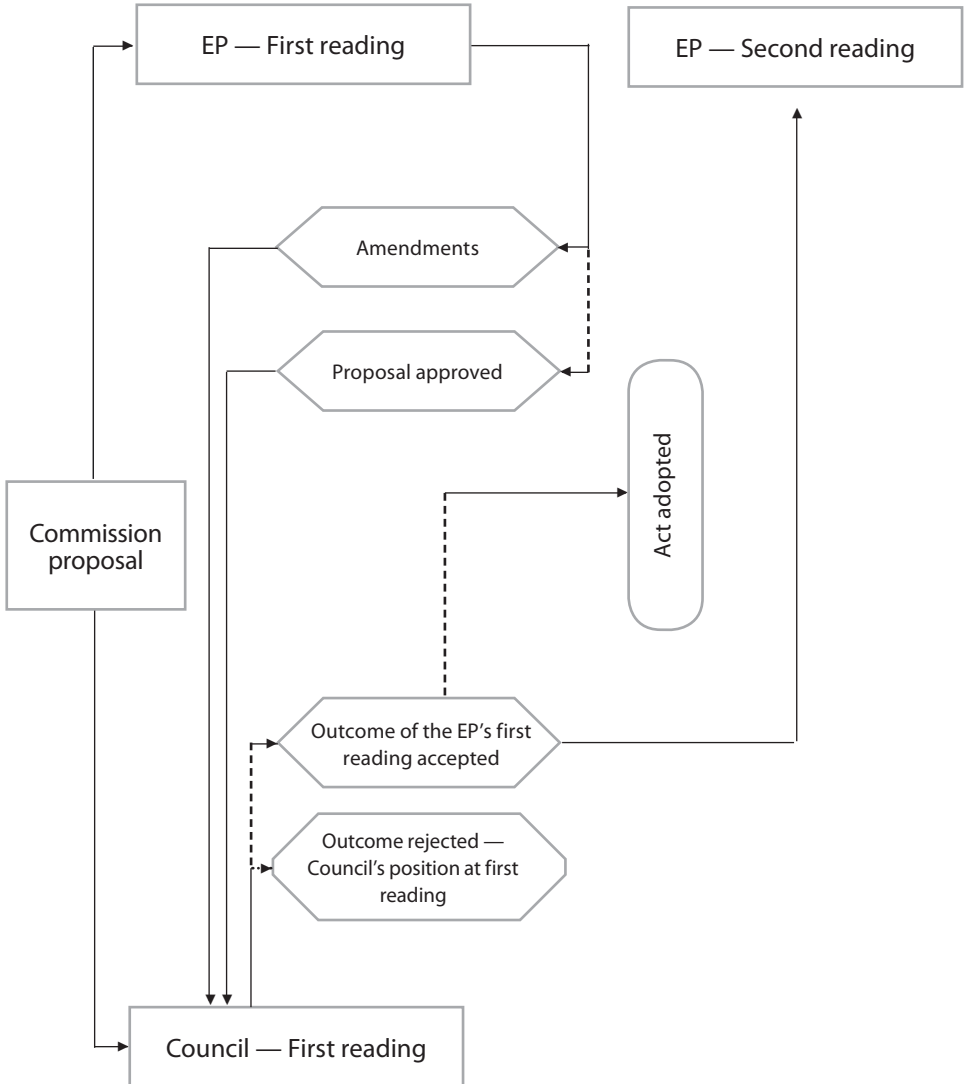 EP — First reading
EP — Second reading
Amendments
Proposal approved
Act adopted
Commission
proposal
Outcome of the EP’s first
reading accepted
Outcome rejected —
Council’s position at first
reading
Council — First reading